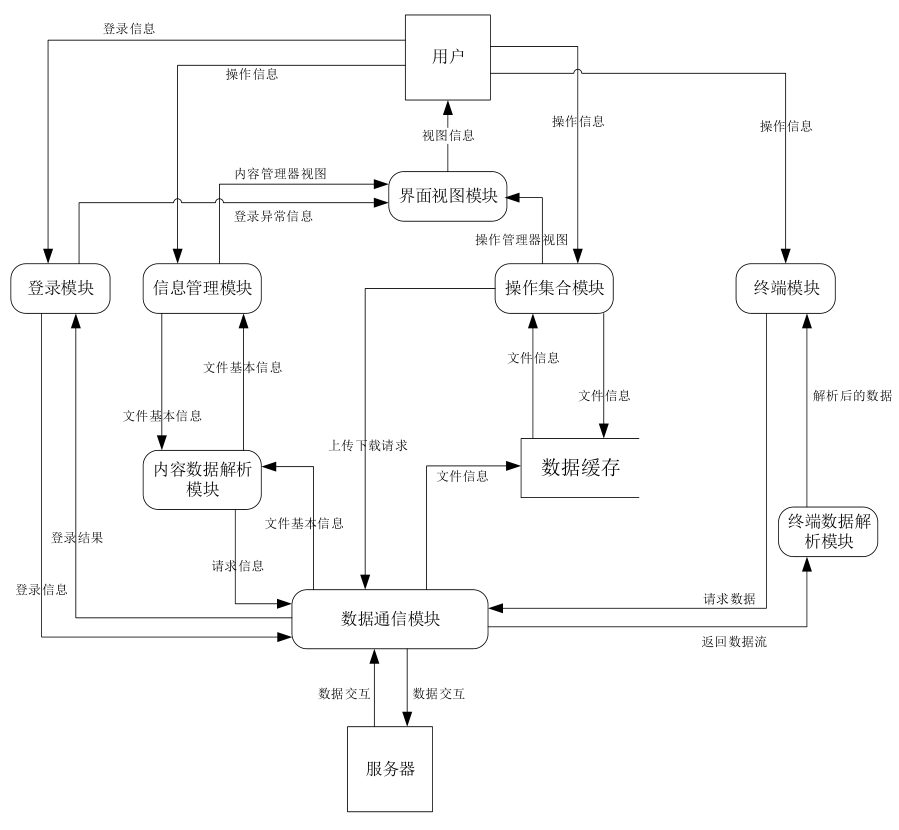 登录信息
用户
操作信息
操作信息
操作信息
视图信息
内容管理器视图
界面视图模块
登录异常信息
操作管理器视图
登录模块
信息管理模块
操作集合模块
终端模块
文件信息
文件基本信息
文件信息
解析后的数据
文件基本信息
上传下载请求
内容数据解析
模块
数据缓存
文件信息
文件基本信息
终端数据解
析模块
登录结果
请求信息
登录信息
请求数据
数据通信模块
返回数据流
数据交互
数据交互
服务器